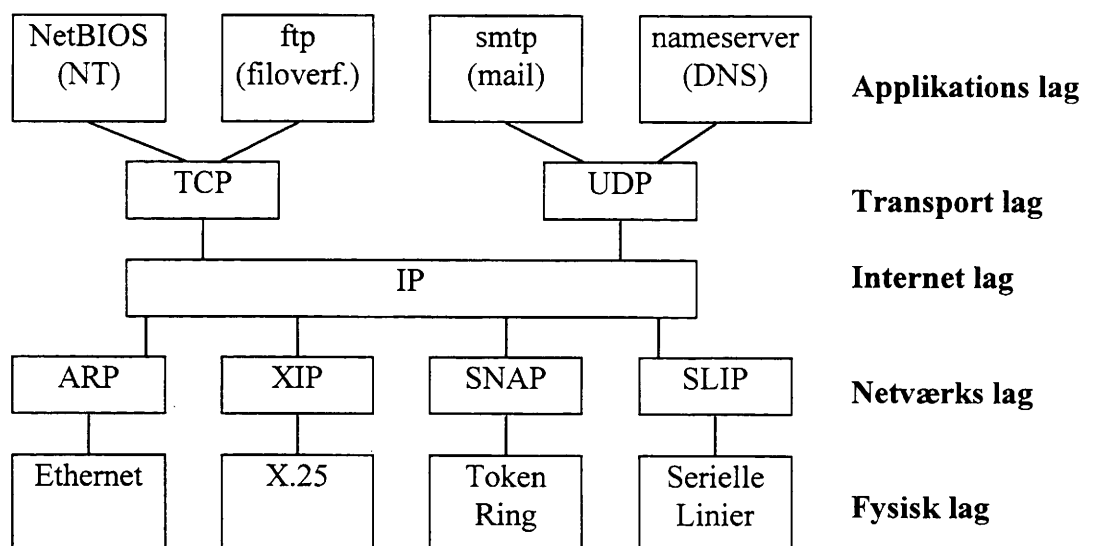 NetBIOS
(NT)
ftp
(filoverf.)
smtp
(mail)
nameserver
(DNS)
Applikations lag
TCP
UDP
Transport lag
IP
Internet lag
ARP
XIP
SNAP
SLIP
Netværks lag
Ethernet
X.25
Token
Ring
Serielle
Linier
Fysisk lag